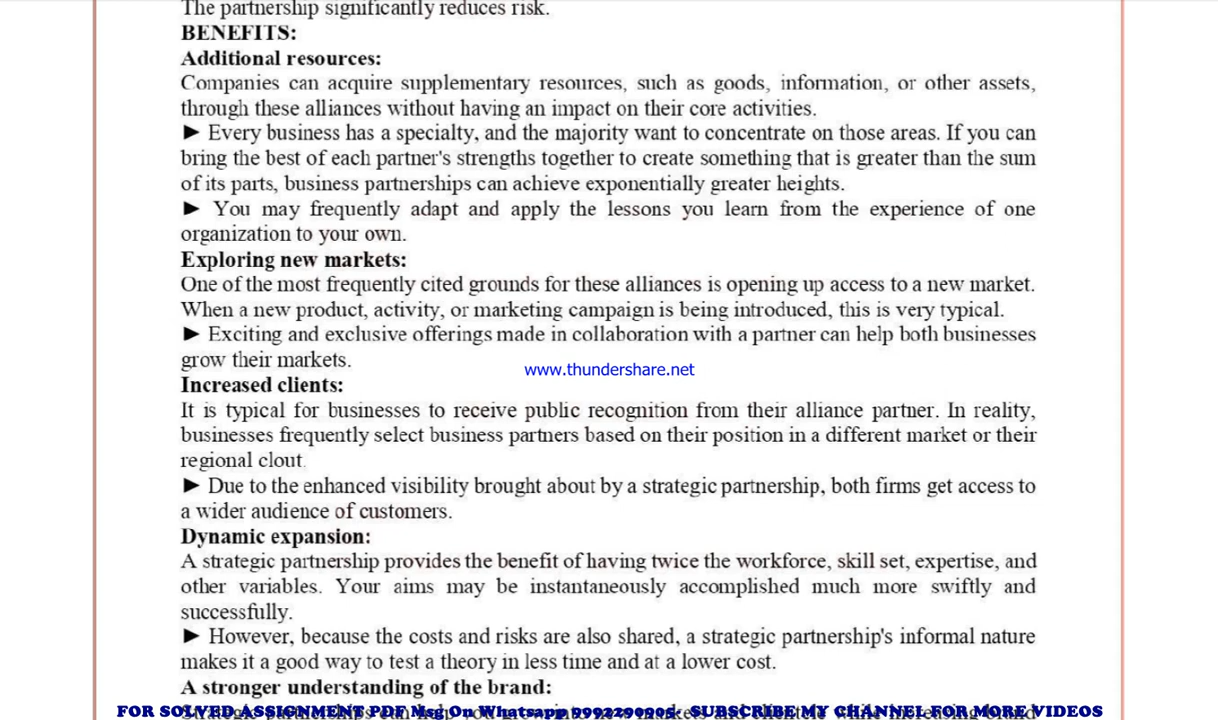 The partnership significantly reduces risk.
BENEFITS:
Additional resources:
Companies can acquire supplementary resources, such as goods, information, or other assets,
through these alliances without having an impact on their core activities.
► Every business has a specialty, and the majority want to concentrate on those areas. If you can
bring the best of each partner's strengths together to create something that is greater than the sum
of its parts, business partnerships can achieve exponentially greater heights.
► You may frequently adapt and apply the lessons you learn from the experience of one
organization to your own.
Exploring new markets:
One of the most frequently cited grounds for these alliances is opening up access to a new market.
When a new product, activity, or marketing campaign is being introduced, this is very typical.
► Exciting and exclusive offerings made in collaboration with a partner can help both businesses
grow their markets.
www.thundershare.net
Increased clients:
It is typical for businesses to receive public recognition from their alliance partner. In reality,
businesses frequently select business partners based on their position in a different market or their
regional clout.
► Due to the enhanced visibility brought about by a strategic partnership, both firms get access to
a wider audience of customers.
Dynamic expansion:
A strategic partnership provides the benefit of having twice the workforce, skill set, expertise, and
other variables. Your aims may be instantaneously accomplished much more swiftly and
successfully.
► However, because the costs and risks are also shared, a strategic partnership's informal nature
makes it a good way to test a theory in less time and at a lower cost.
A stronger understanding of the brand:
FOR SOLVED ASSIGNMENT PDF Msg On Whatsapp 9992290905. SUBSCRIBE MY CHANNEL FOR MORE VIDEOS